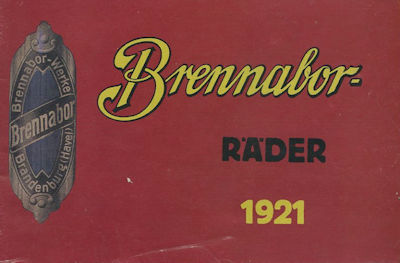 Brennabor-Werke
Brennabor
Brandenburg (Havel)
Brennabor-
RÄDER
1921